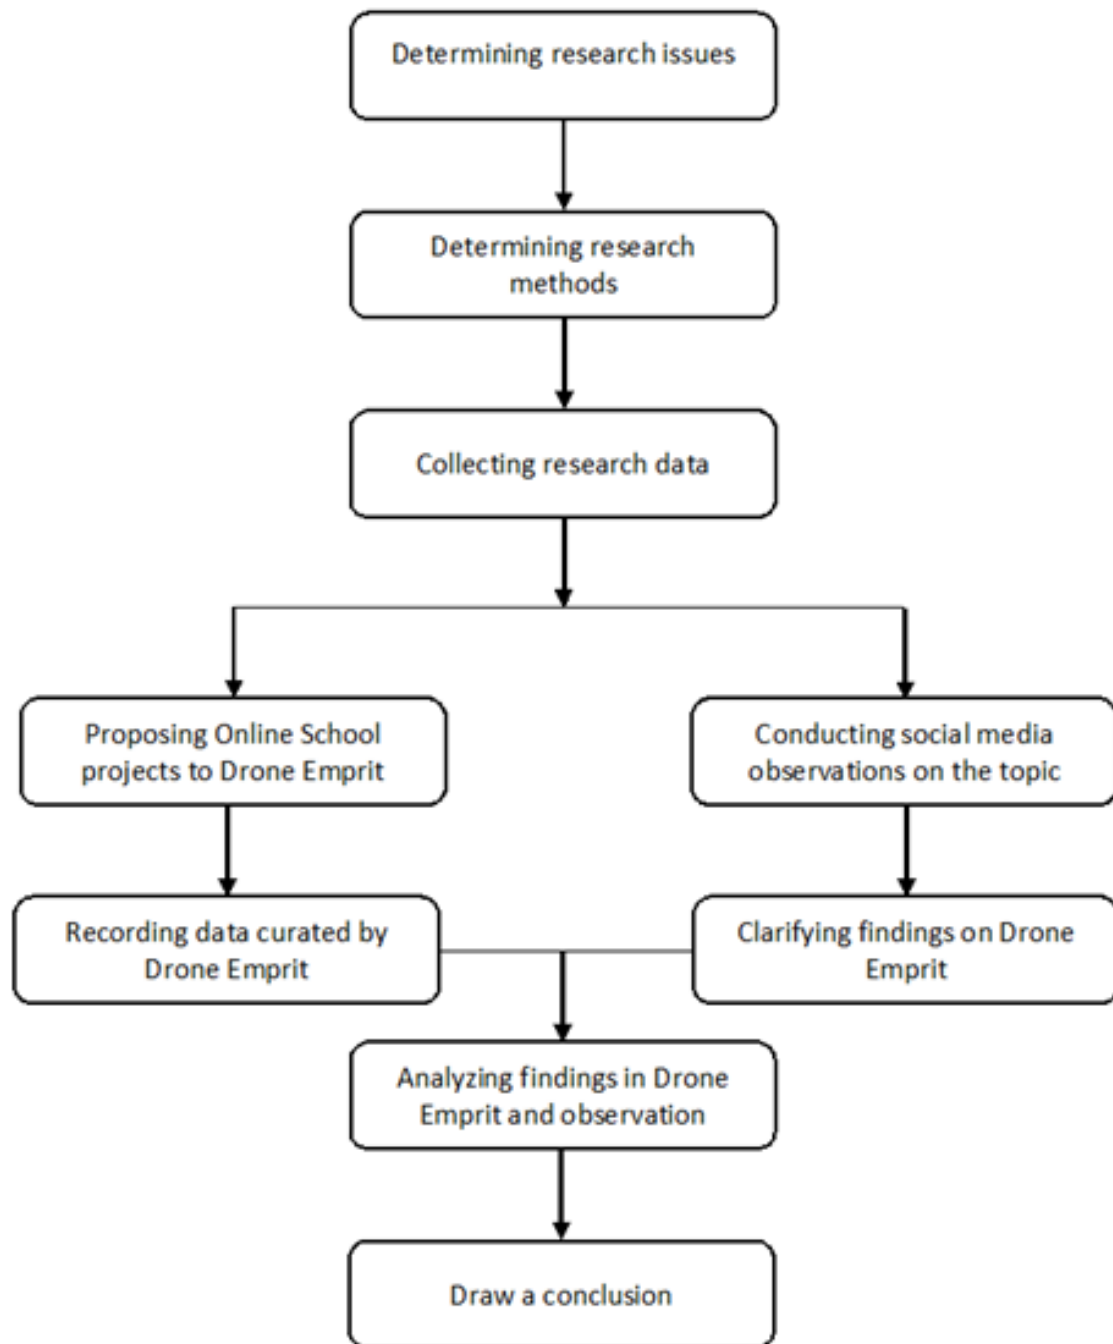 Determining research issues
Determining research
methods
Collecting research data
Proposing Online School
projects to Drone Emprit
Conducting social media
observations on the topic
Recording data curated by
Drone Emprit
Clarifying findings on Drone
Emprit
Analyzing findings in Drone
Emprit and observation
Draw a conclusion